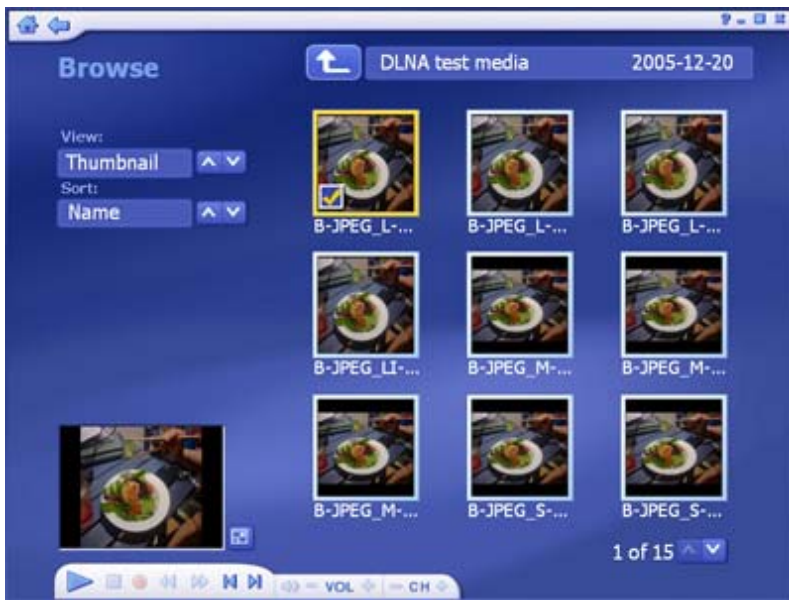 Browse
DLNA test media 2005-12-20
View:
Thumbnail
Sort:
Name
B-JPEG_L-...
B-JPEG_L-...
B-JPEG_L-...
B-JPEG_LI-...
B-JPEG_M-...
B-JPEG_M-...
B-JPEG_M-...
B-JPEG_S-...
B-JPEG_S-...
1 of 15
VOL
CH